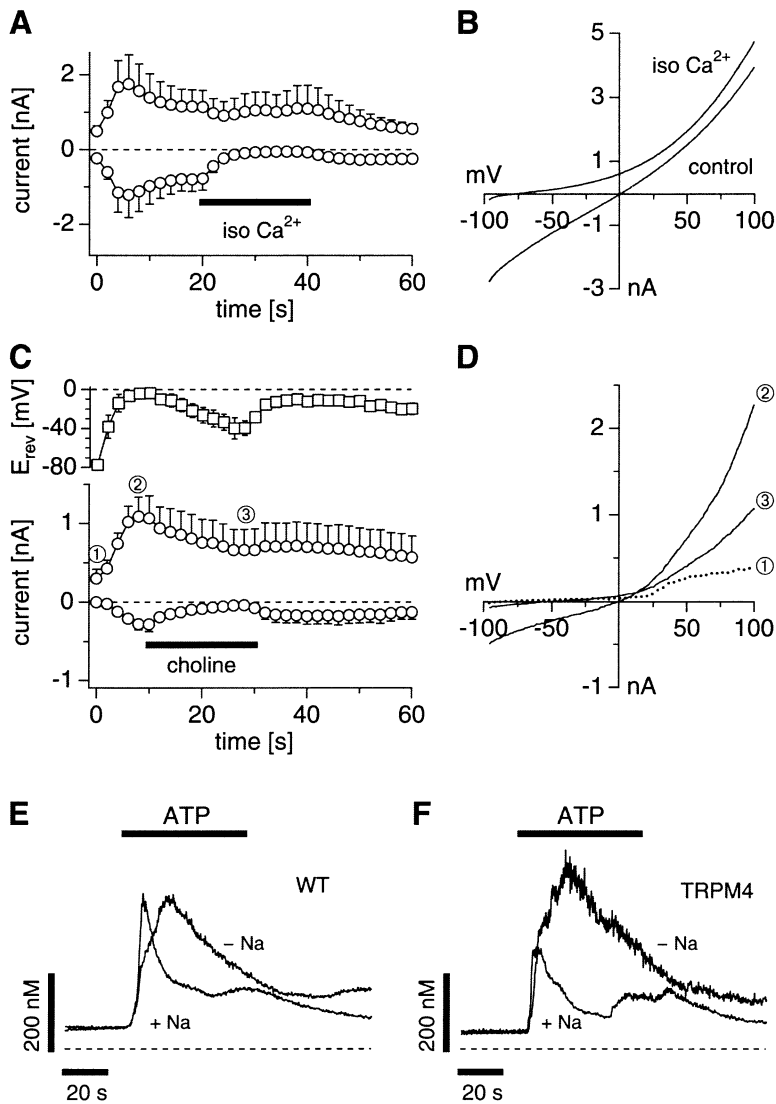 A
current [nA]
2
0
-2
iso Ca2+
0 20 40 60
time [s]
B
5
3
1
-1
-3
iso Ca2+
control
mV
-100 -50 50 100
nA
C
Erev [mV]
0
-40
-80
current [nA]
1
0
-1
①
②
③
choline
0 20 40 60
time [s]
D
2
-1
②
③
①
mV
-100 -50 50 100
nA
E
ATP
WT
– Na
+ Na
200 nM
20 s
F
ATP
TRPM4
– Na
+ Na
200 nM
20 s